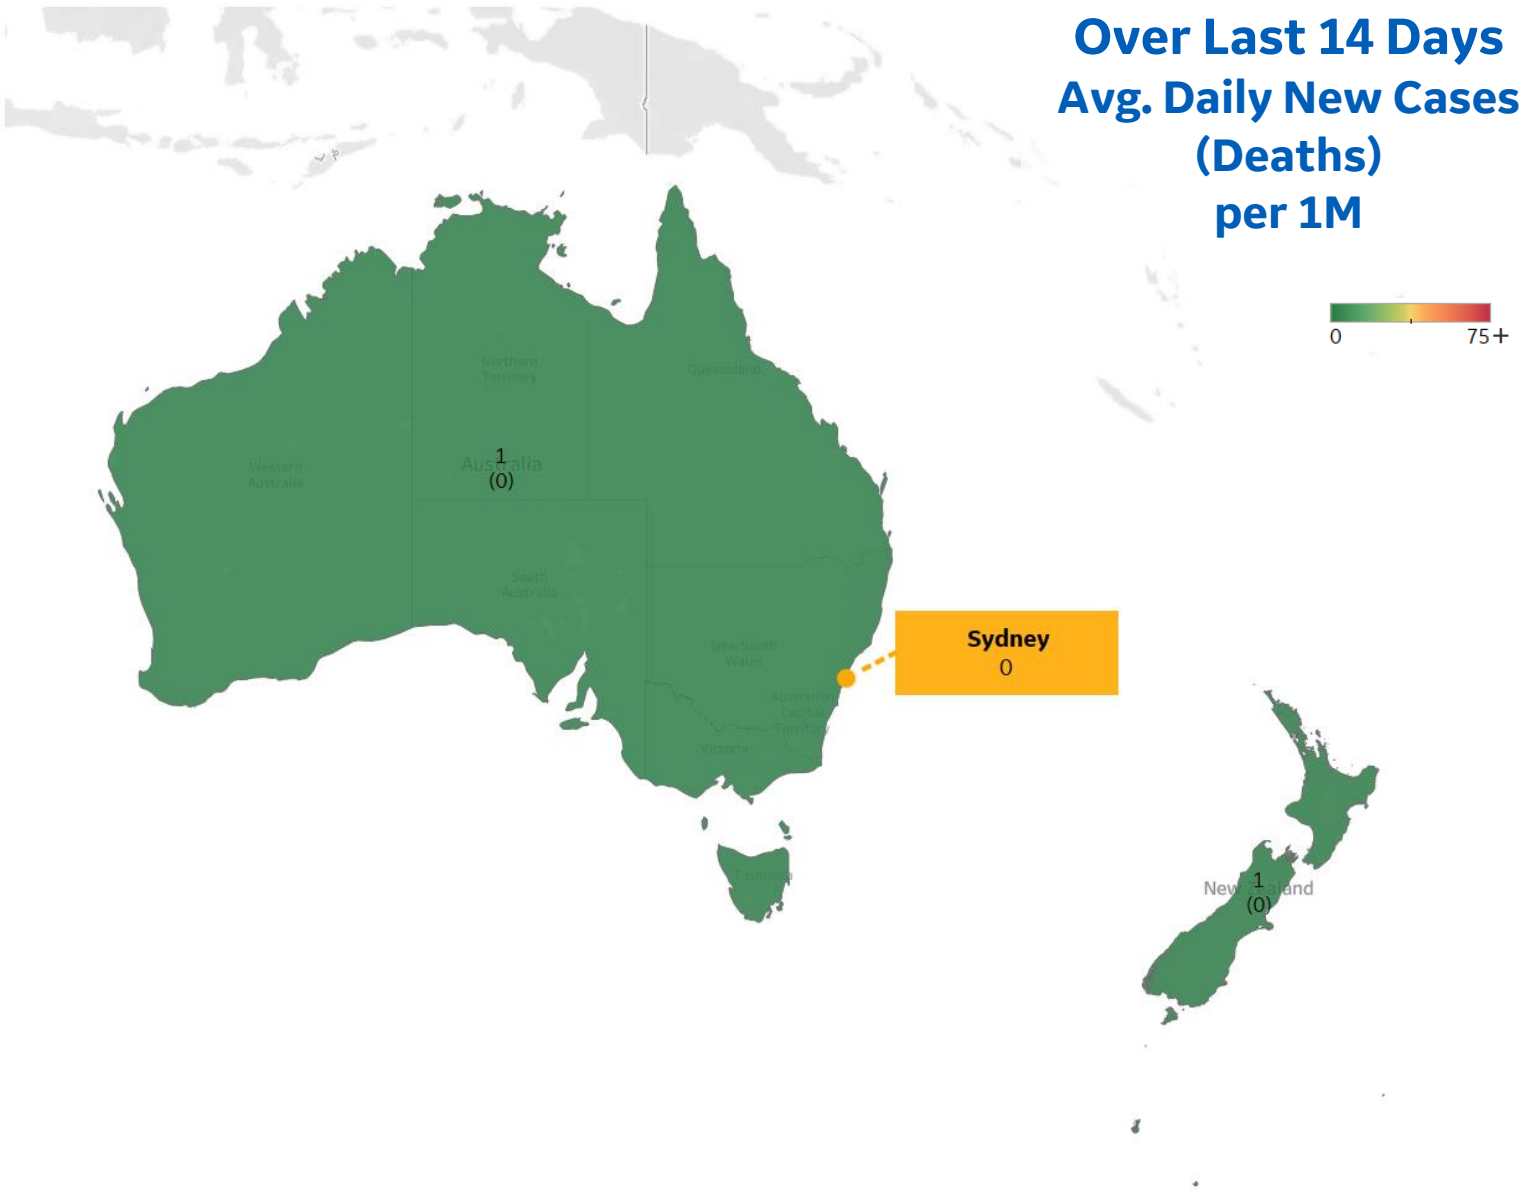 Over Last 14 Days
Avg. Daily New Cases
(Deaths)
per 1M
0 75+
Northern
Territory
Queensland
Western
Australia
Australia
1
(0)
South
Australia
New South
Wales
Sydney
0
Australian
Capital
Territory
Victoria
Tasmania
New Zealand
1
(0)